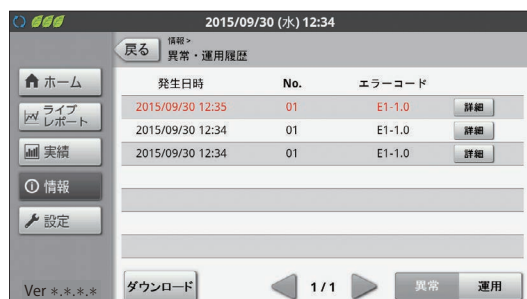 2015/09/30 (水) 12:34
戻る
情報>
異常・運用履歴
ホーム
ライブ
レポート
実績
情報
設定
Ver *.*.*.*
発生日時 No. エラーコード
2015/09/30 12:35 01 E1-1.0 詳細
2015/09/30 12:34 01 E1-1.0 詳細
2015/09/30 12:34 01 E1-1.0 詳細
ダウンロード 1/1 異常 運用